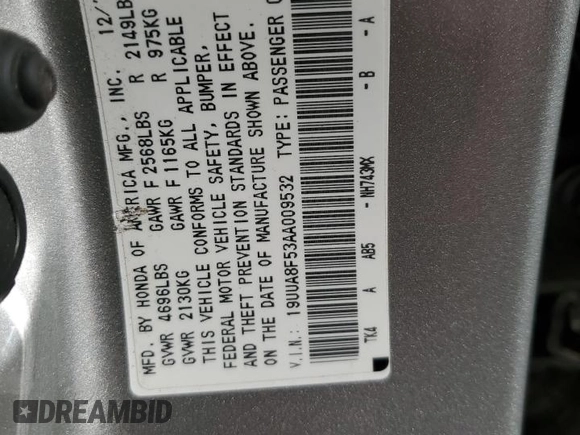 MFD. BY HONDA OF AMERICA MFG., INC. 12/
GVWR 4696LBS GAWR F 2568LBS R 2149LB
GVWR 2130KG GAWR F 1165KG R 975KG
THIS VEHICLE CONFORMS TO ALL APPLICABLE
FEDERAL MOTOR VEHICLE SAFETY, BUMPER,
AND THEFT PREVENTION STANDARDS IN EFFECT
ON THE DATE OF MANUFACTURE SHOWN ABOVE.
V.I.N.: 19UUA8F53AA009532 TYPE: PASSENGER
TK4 A AB5 - NH743MX - B - A
DREAMBID